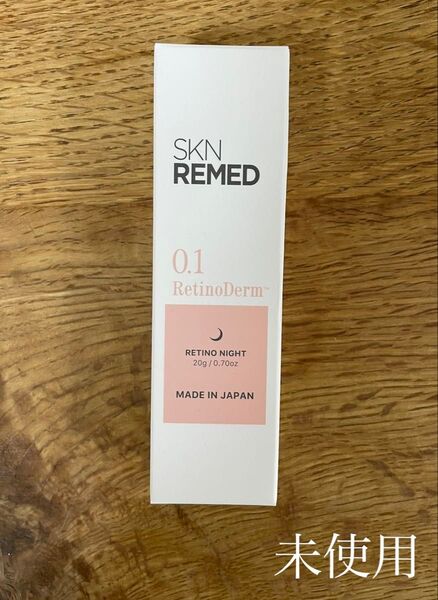 SKN
REMED
0.1
RetinoDerm™
RETINO NIGHT
20g / 0.70oz
MADE IN JAPAN
未使用